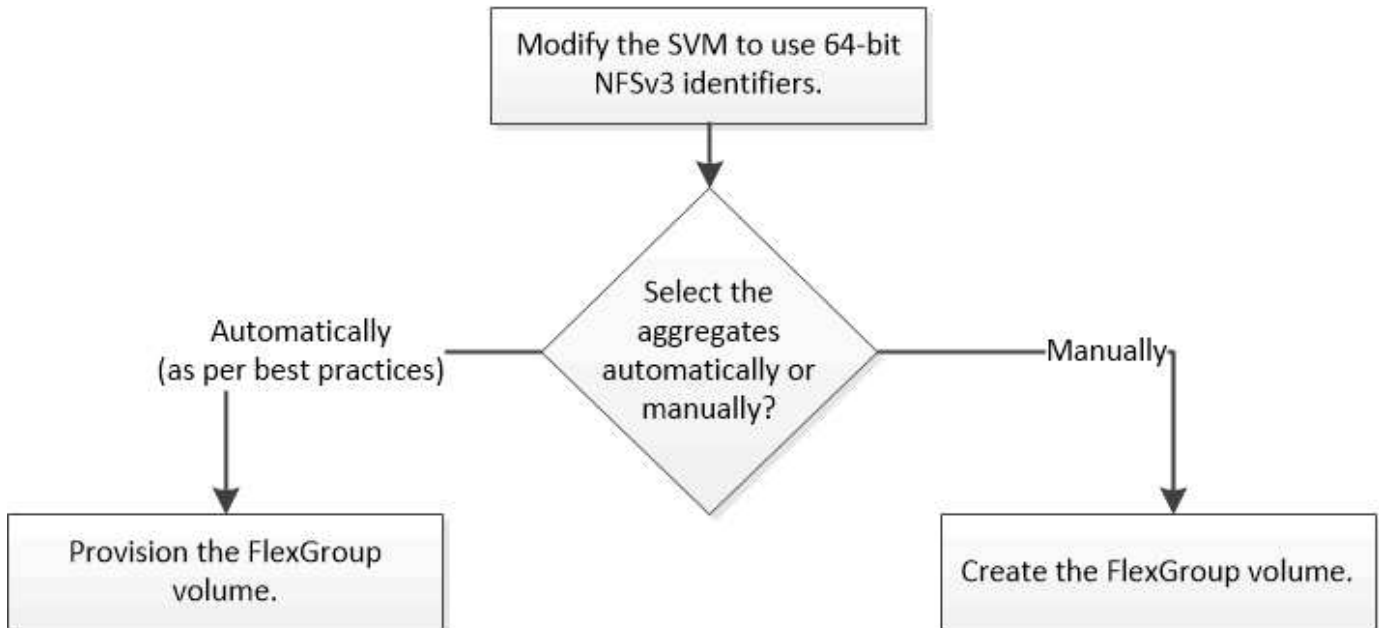 Modify the SVM to use 64-bit
NFSv3 identifiers.
Select the
aggregates
automatically or
manually?
Automatically
(as per best practices)
Manually
Provision the FlexGroup
volume.
Create the FlexGroup volume.